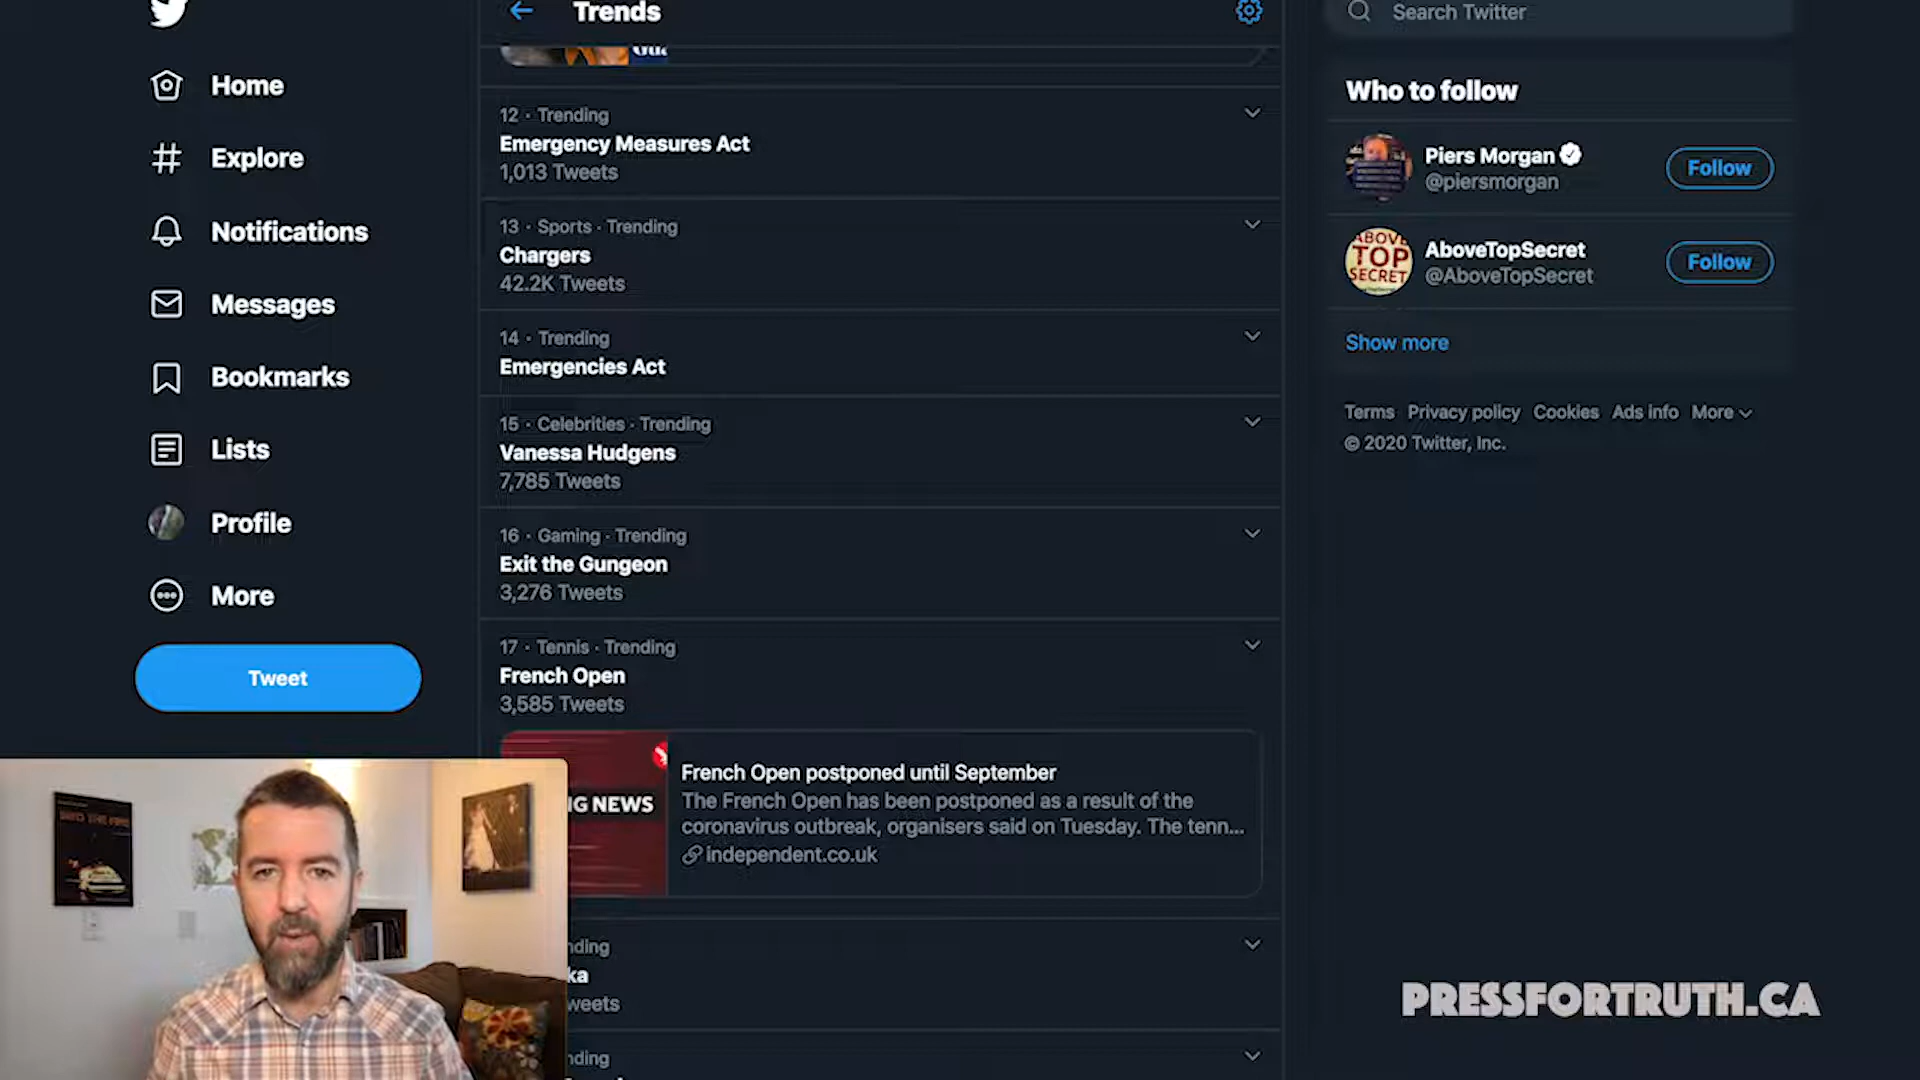 Trends
Search Twitter
Home
Explore
Notifications
Messages
Bookmarks
Lists
Profile
More
Tweet
12 · Trending
Emergency Measures Act
1,013 Tweets
13 · Sports · Trending
Chargers
42.2K Tweets
14 · Trending
Emergencies Act
15 · Celebrities · Trending
Vanessa Hudgens
7,785 Tweets
16 · Gaming · Trending
Exit the Gungeon
3,276 Tweets
17 · Tennis · Trending
French Open
3,585 Tweets
NG NEWS
French Open postponed until September
The French Open has been postponed as a result of the
coronavirus outbreak, organisers said on Tuesday. The tenn...
independent.co.uk
nding
ka
weets
nding
Who to follow
Piers Morgan
@piersmorgan
Follow
ABOVE
TOP
SECRET
AboveTopSecret
@AboveTopSecret
Follow
Show more
Terms Privacy policy Cookies Ads info More
© 2020 Twitter, Inc.
PRESSFORTRUTH.CA